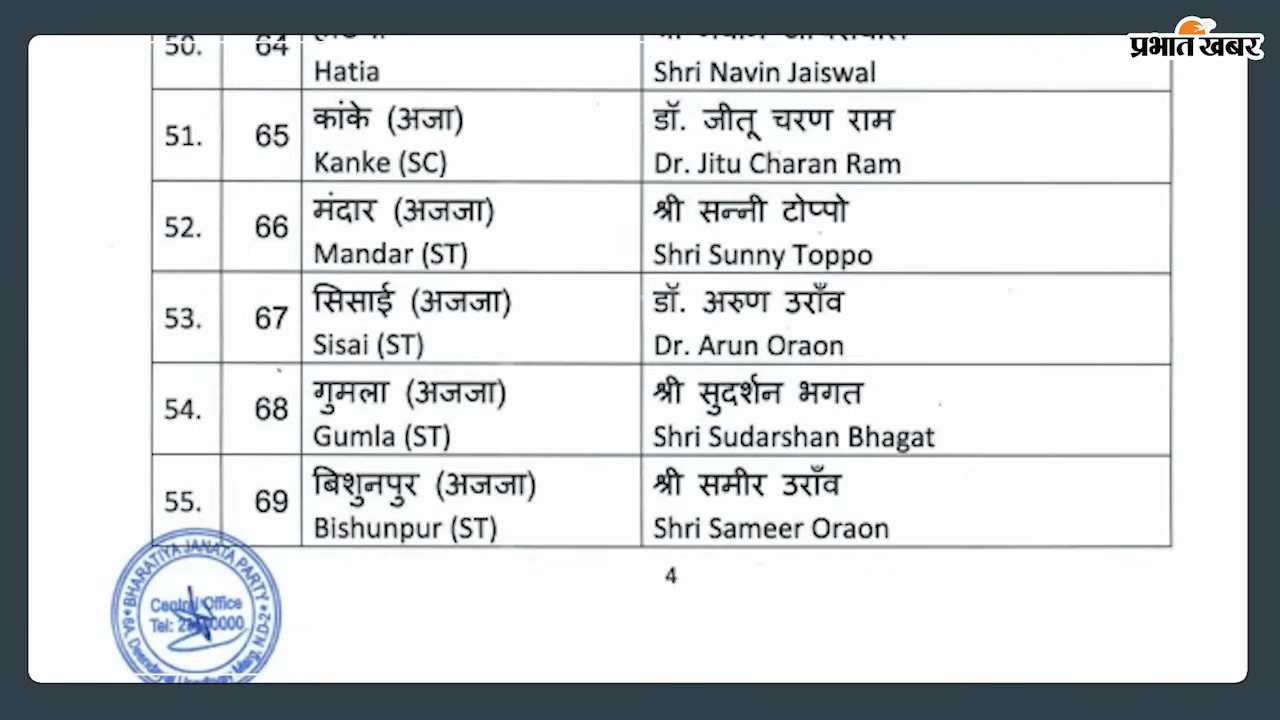 प्रभात खबर
50. 64
Hatia Shri Navin Jaiswal
51. 65 कांके (अजा) डॉ. जीतू चरण राम
Kanke (SC) Dr. Jitu Charan Ram
52. 66 मंदार (अजजा) श्री सन्नी टोप्पो
Mandar (ST) Shri Sunny Toppo
53. 67 सिसाई (अजजा) डॉ. अरुण उराँव
Sisai (ST) Dr. Arun Oraon
54. 68 गुमला (अजजा) श्री सुदर्शन भगत
Gumla (ST) Shri Sudarshan Bhagat
55. 69 बिशुनपुर (अजजा) श्री समीर उराँव
Bishunpur (ST) Shri Sameer Oraon
4
BHARATIYA JANATA PARTY
Central Office
Tel: